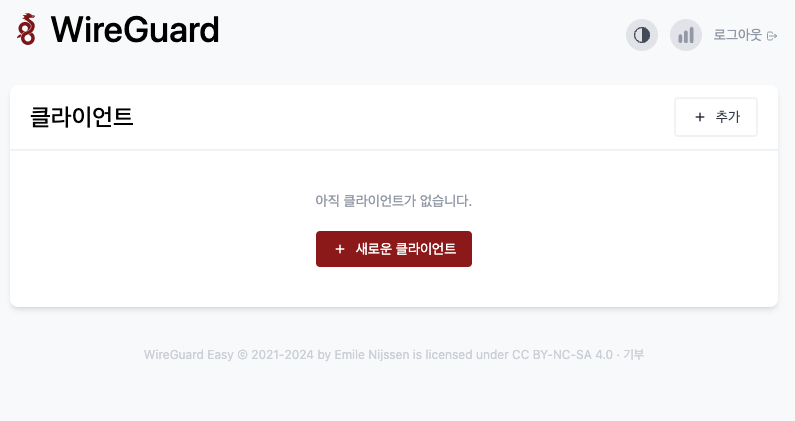 WireGuard
로그아웃
클라이언트
+ 추가
아직 클라이언트가 없습니다.
+ 새로운 클라이언트
WireGuard Easy © 2021-2024 by Emile Nijssen is licensed under CC BY-NC-SA 4.0 · 기부